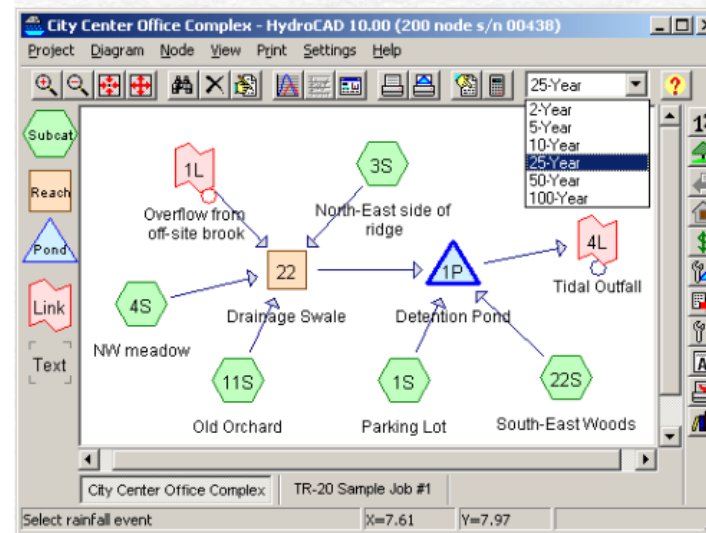 City Center Office Complex - HydroCAD 10.00 (200 node s/n 00438)
Project Diagram Node View Print Settings Help
25-Year
2-Year
5-Year
10-Year
25-Year
50-Year
100-Year
Subcat
Reach
Pond
Link
Text
1L
Overflow from
off-site brook
3S
North-East side of
ridge
4L
Tidal Outfall
22
Drainage Swale
1P
Detention Pond
4S
NW meadow
11S
Old Orchard
1S
Parking Lot
22S
South-East Woods
City Center Office Complex TR-20 Sample Job #1
Select rainfall event X=7.61 Y=7.97